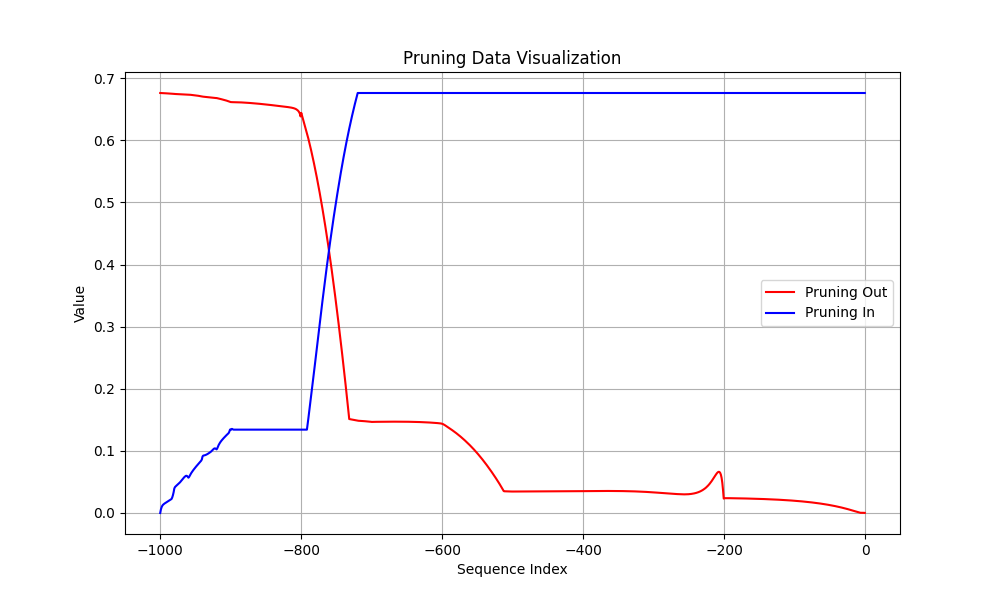 Pruning Data Visualization
Value
0.7
0.6
0.5
0.4
0.3
0.2
0.1
0.0
Pruning Out
Pruning In
−1000 −800 −600 −400 −200 0
Sequence Index